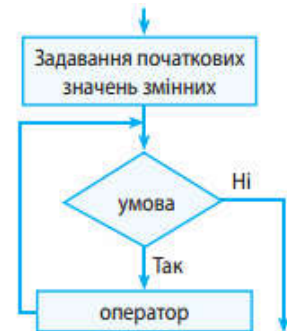 Задавання початкових
значень змінних
умова
Ні
Так
оператор